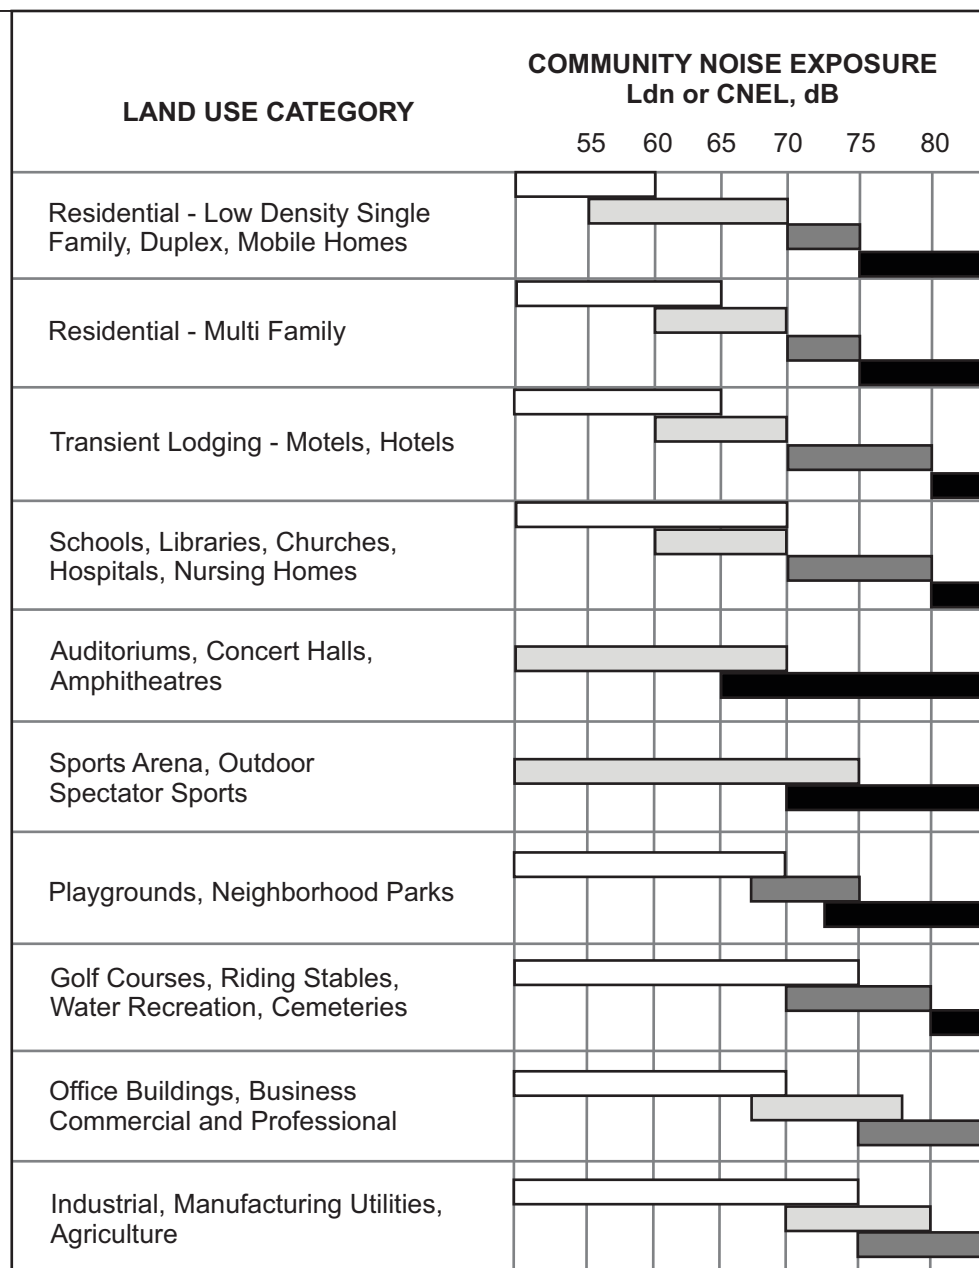 COMMUNITY NOISE EXPOSURE
Ldn or CNEL, dB
LAND USE CATEGORY
55 60 65 70 75 80
Residential - Low Density Single
Family, Duplex, Mobile Homes
Residential - Multi Family
Transient Lodging - Motels, Hotels
Schools, Libraries, Churches,
Hospitals, Nursing Homes
Auditoriums, Concert Halls,
Amphitheatres
Sports Arena, Outdoor
Spectator Sports
Playgrounds, Neighborhood Parks
Golf Courses, Riding Stables,
Water Recreation, Cemeteries
Office Buildings, Business
Commercial and Professional
Industrial, Manufacturing Utilities,
Agriculture